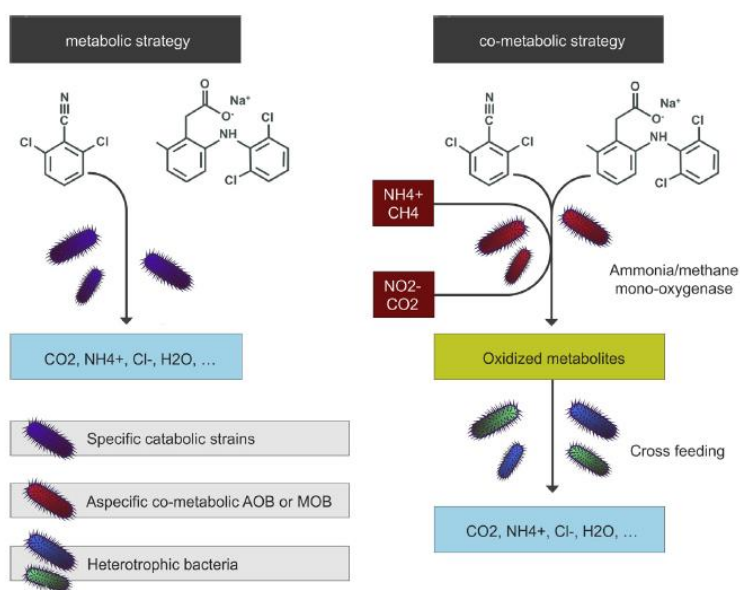 metabolic strategy
N
C
Cl
Cl
O
Na+
O-
NH
Cl
Cl
CO2, NH4+, Cl-, H2O, …
Specific catabolic strains
Aspecific co-metabolic AOB or MOB
Heterotrophic bacteria
co-metabolic strategy
N
C
Cl
Cl
O
Na+
O-
NH
Cl
Cl
NH4+
CH4
NO2-
CO2
Ammonia/methane
mono-oxygenase
Oxidized metabolites
Cross feeding
CO2, NH4+, Cl-, H2O, …